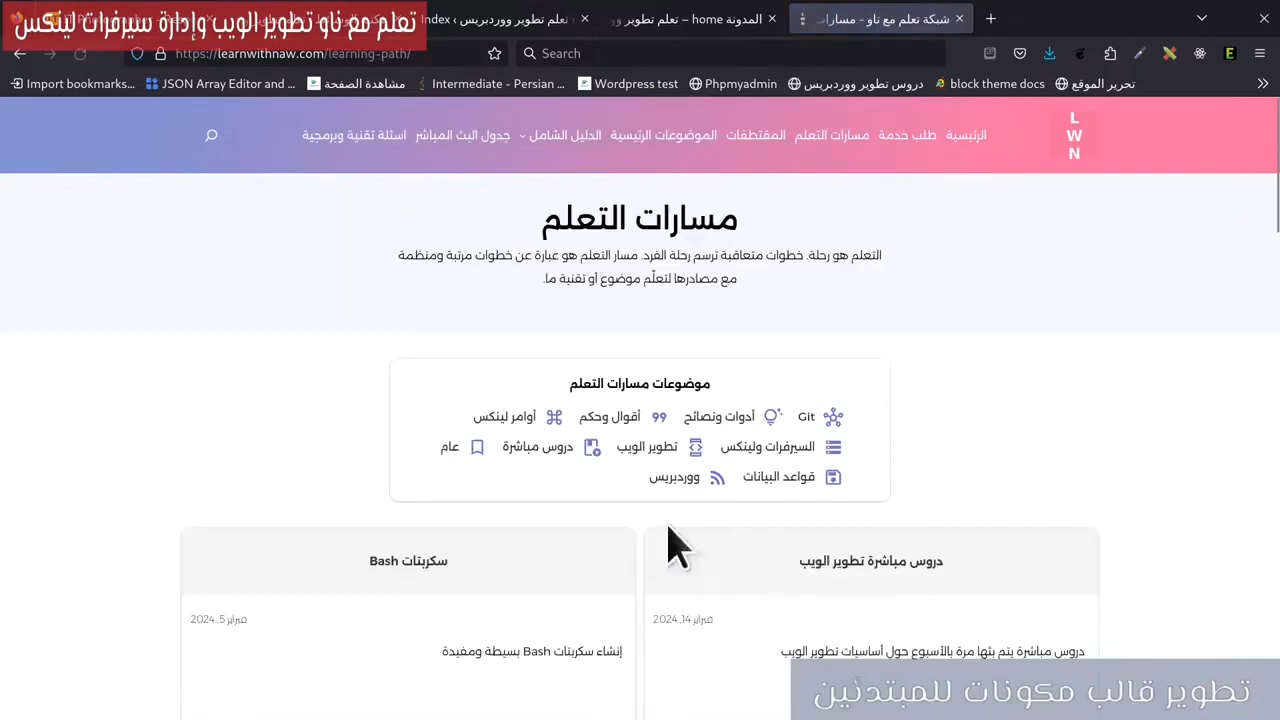 تعلم مع ناو تطوير الويب وإدارة سيرفرات لينكس
Index ‹ تعلم تطوير ووردبريس
المدونة home – تعلم تطوير وو
شبكة تعلم مع ناو - مسارات
https://learnwithnaw.com/learning-path/
Search
Import bookmarks...
JSON Array Editor and ...
مشاهدة الصفحة
Intermediate - Persian ...
Wordpress test
Phpmyadmin
دروس تطوير ووردبريس
block theme docs
تحرير الموقع
L
W
N
الرئيسية طلب خدمة مسارات التعلم المقتطفات الموضوعات الرئيسية الدليل الشامل جدول البث المباشر اسئلة تقنية وبرمجية
مسارات التعلم
التعلم هو رحلة. خطوات متعاقبة ترسم رحلة الفرد. مسار التعلم هو عبارة عن خطوات مرتبة ومنظمة
مع مصادرها لتعلّم موضوع أو تقنية ما.
موضوعات مسارات التعلم
Git أدوات ونصائح أقوال وحكم أوامر لينكس
السيرفرات ولينكس تطوير الويب دروس مباشرة عام
قواعد البيانات ووردبريس
دروس مباشرة تطوير الويب
فبراير 14, 2024
دروس مباشرة يتم بثها مرة بالأسبوع حول أساسيات تطوير الويب
سكربتات Bash
فبراير 5, 2024
إنشاء سكربتات Bash بسيطة ومفيدة
تطوير قالب مكونات للمبتدئين